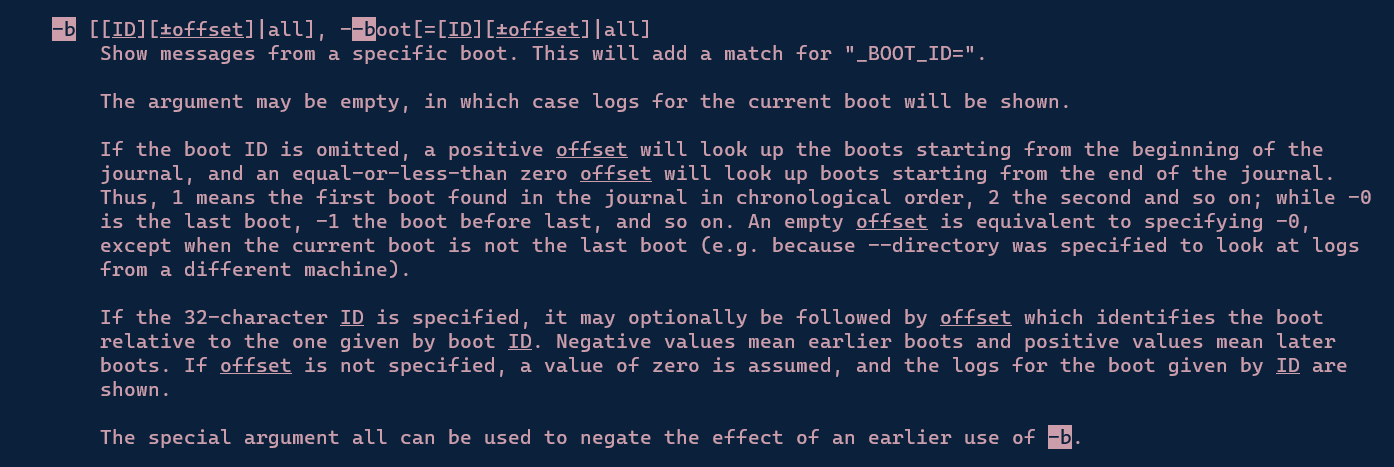 -b [[ID][±offset]|all], --boot[=[ID][±offset]|all]
Show messages from a specific boot. This will add a match for "_BOOT_ID=".
The argument may be empty, in which case logs for the current boot will be shown.
If the boot ID is omitted, a positive offset will look up the boots starting from the beginning of the
journal, and an equal-or-less-than zero offset will look up boots starting from the end of the journal.
Thus, 1 means the first boot found in the journal in chronological order, 2 the second and so on; while -0
is the last boot, -1 the boot before last, and so on. An empty offset is equivalent to specifying -0,
except when the current boot is not the last boot (e.g. because --directory was specified to look at logs
from a different machine).
If the 32-character ID is specified, it may optionally be followed by offset which identifies the boot
relative to the one given by boot ID. Negative values mean earlier boots and positive values mean later
boots. If offset is not specified, a value of zero is assumed, and the logs for the boot given by ID are
shown.
The special argument all can be used to negate the effect of an earlier use of -b.